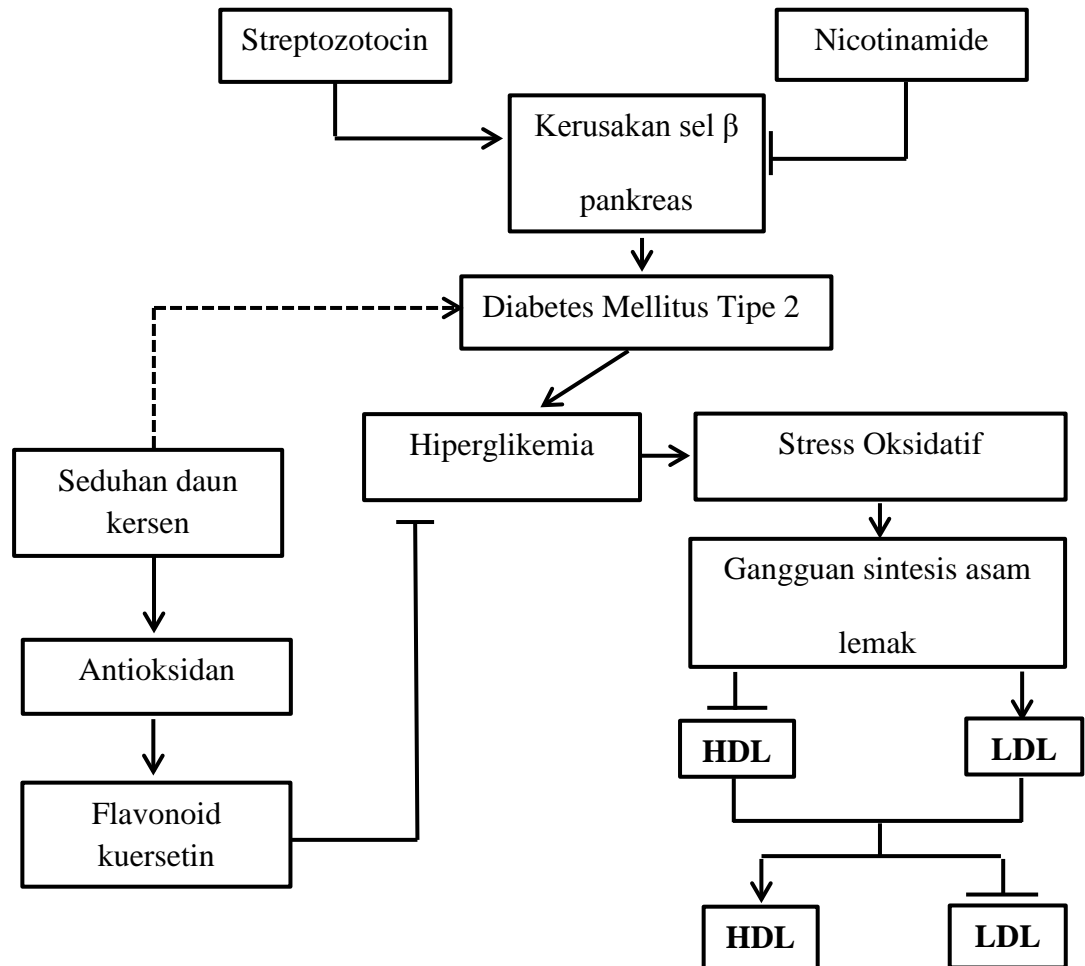 Streptozotocin
Nicotinamide
Kerusakan sel β
pankreas
Diabetes Mellitus Tipe 2
Hiperglikemia
Stress Oksidatif
Seduhan daun
kersen
Gangguan sintesis asam
lemak
Antioksidan
HDL
LDL
Flavonoid
kuersetin
HDL
LDL